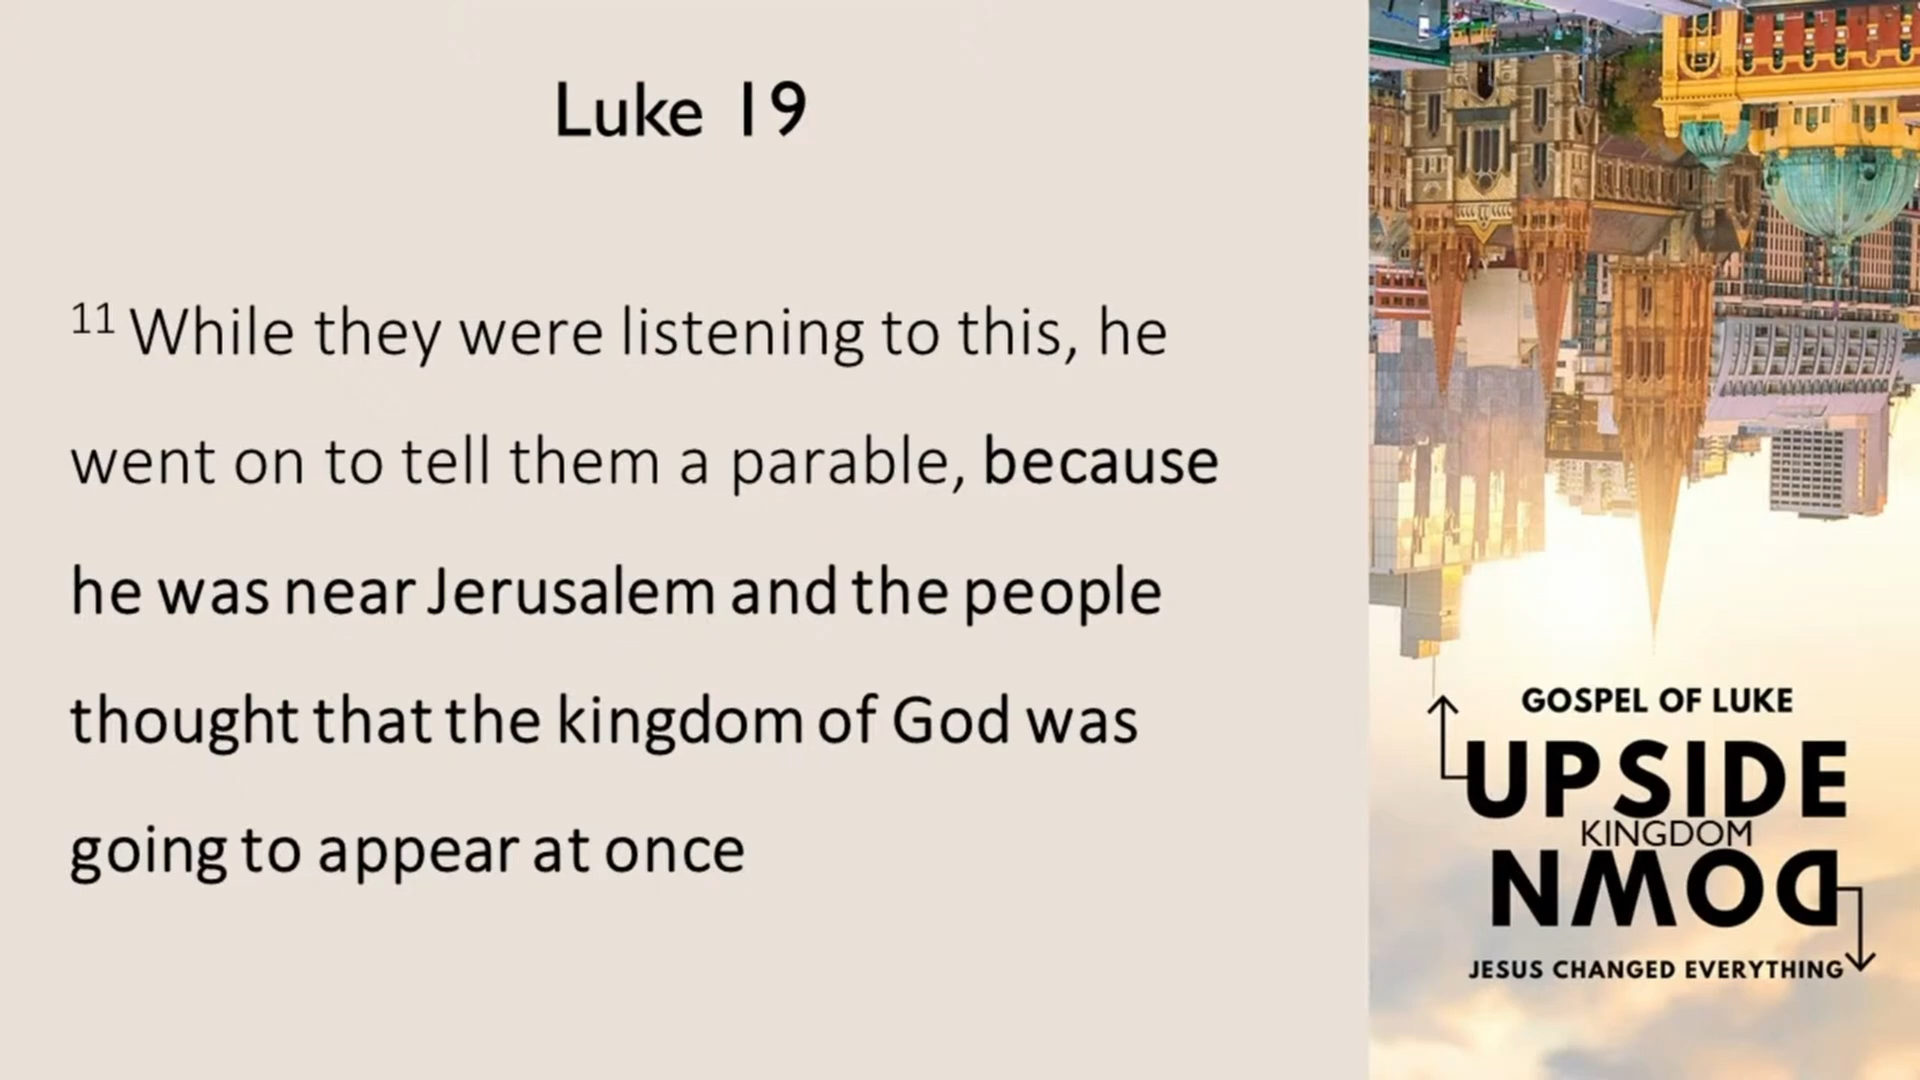 Luke 19
11 While they were listening to this, he
went on to tell them a parable, because
he was near Jerusalem and the people
thought that the kingdom of God was
going to appear at once
GOSPEL OF LUKE
UPSIDE
KINGDOM
DOWN
JESUS CHANGED EVERYTHING